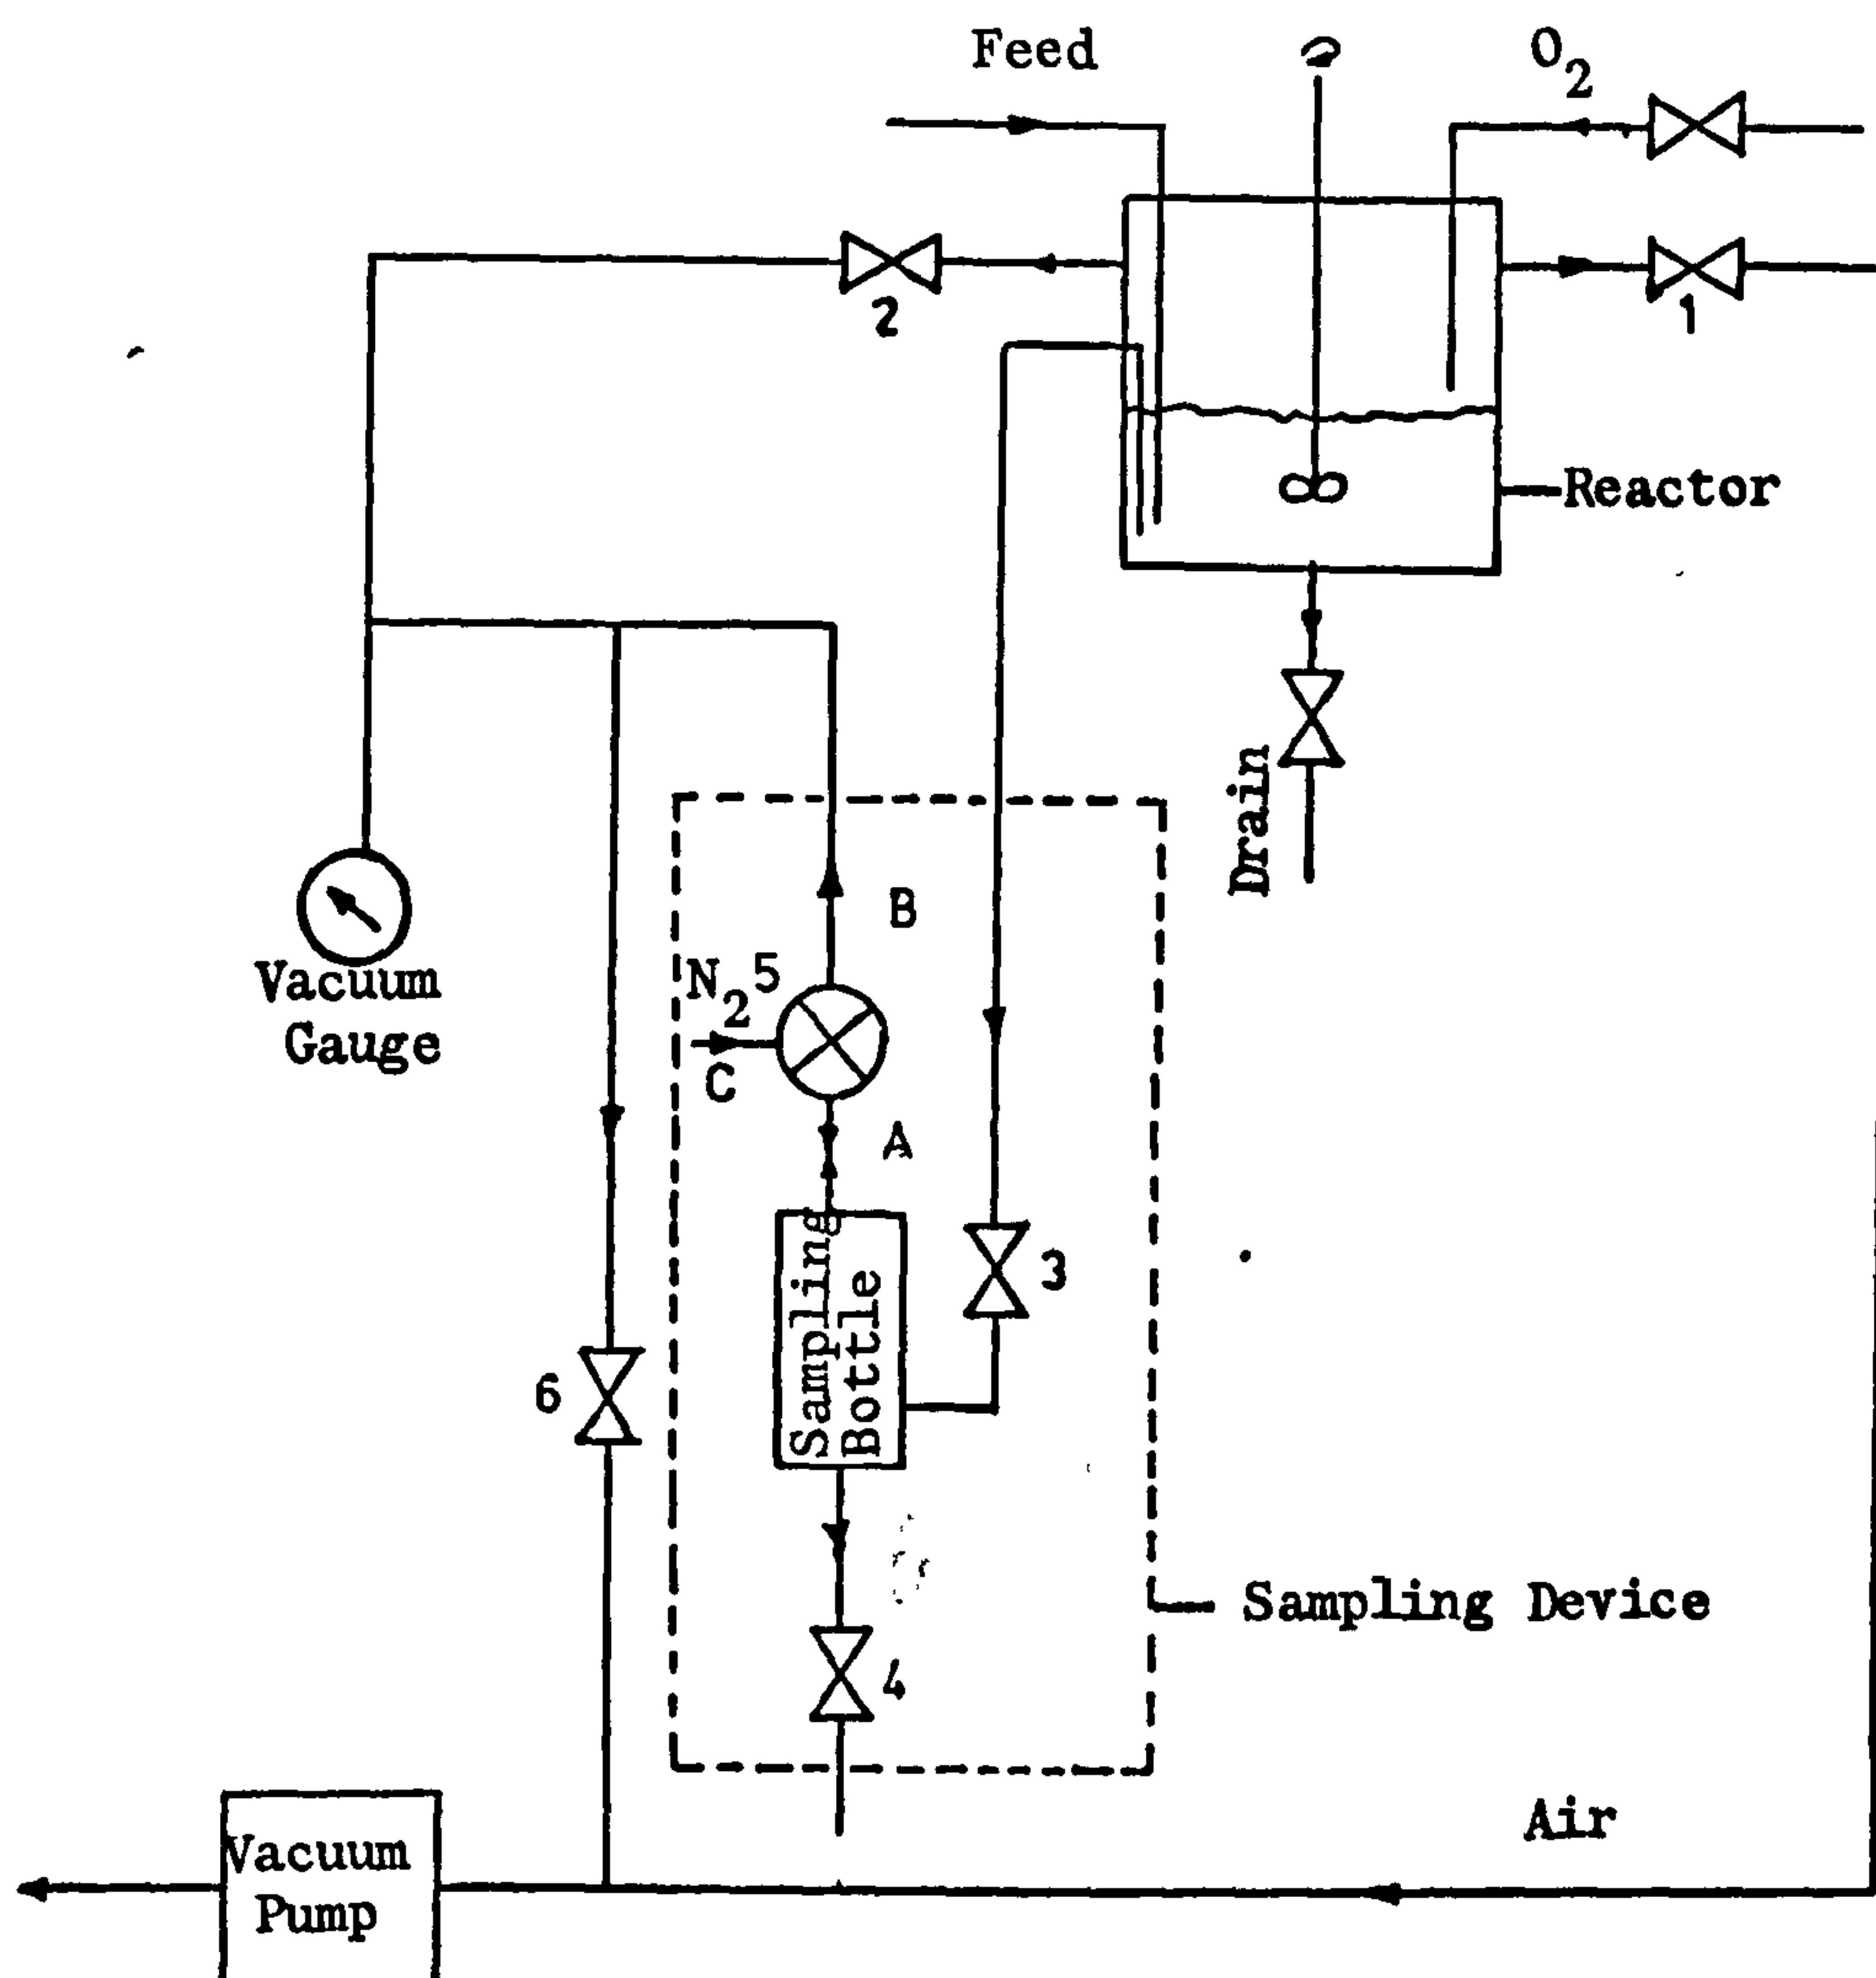 Feed
O2
2
1
Reactor
Drain
B
Vacuum
Gauge
N2
5
C
A
3
Sampling
Bottle
6
Sampling Device
4
Air
Vacuum
Pump